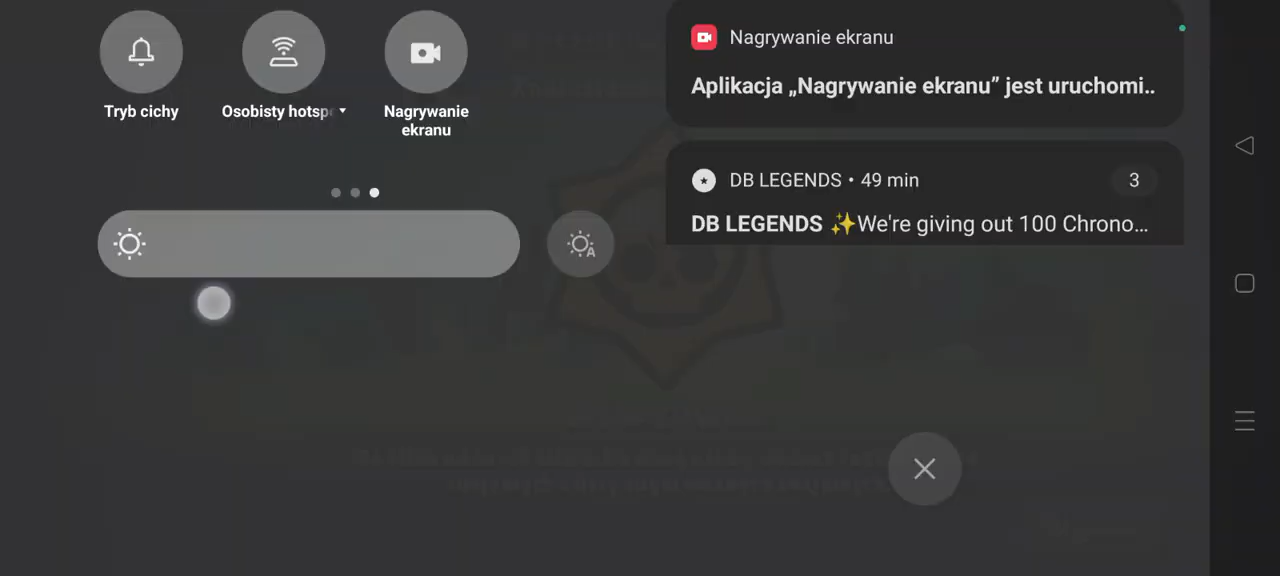 Tryb cichy
Osobisty hotsp
Nagrywanie
ekranu
Nagrywanie ekranu
Aplikacja „Nagrywanie ekranu” jest uruchomi..
DB LEGENDS • 49 min
3
DB LEGENDS ✨We're giving out 100 Chrono...